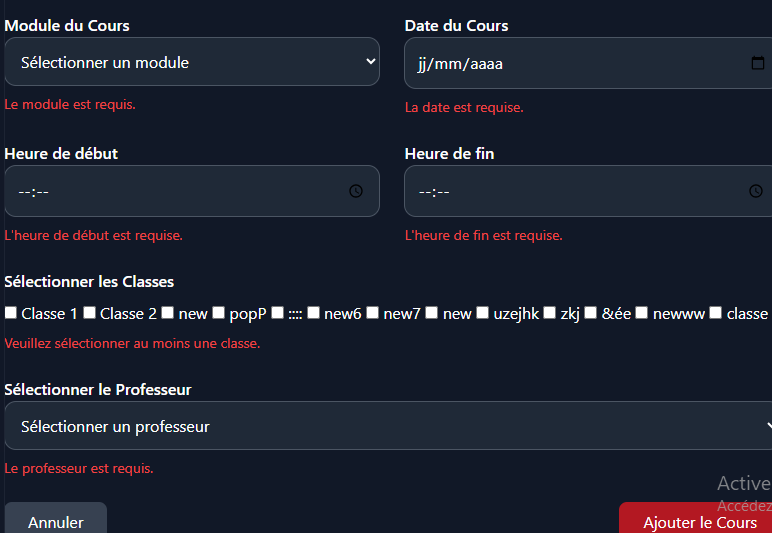 Module du Cours Date du Cours
Sélectionner un module jj/mm/aaaa
Le module est requis. La date est requise.
Heure de début Heure de fin
--:-- --:--
L'heure de début est requise. L'heure de fin est requise.
Sélectionner les Classes
Classe 1 Classe 2 new popP :::: new6 new7 new uzejhk zkj &ée newww classe
Veuillez sélectionner au moins une classe.
Sélectionner le Professeur
Sélectionner un professeur
Le professeur est requis.
Active
Accédez
Annuler Ajouter le Cours